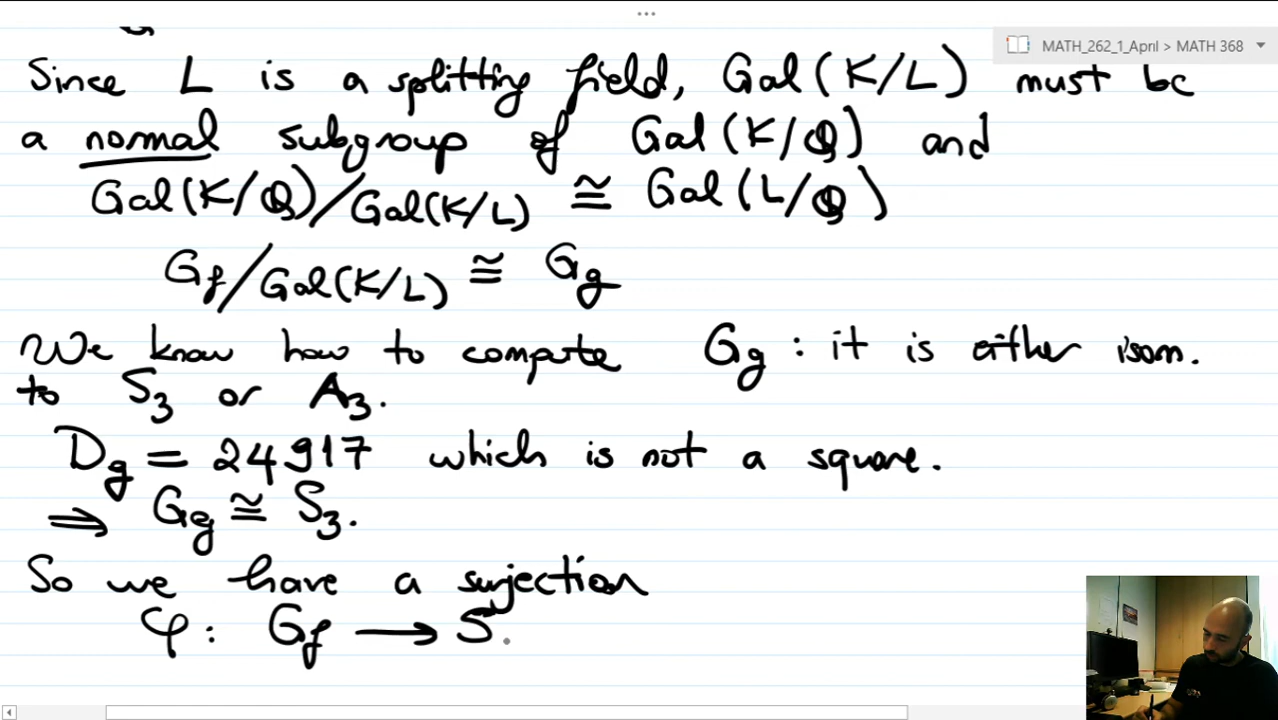 MATH_262_1_April > MATH 368
Since L is a splitting field, Gal(K/L) must be
a normal subgroup of Gal(K/ℚ) and
Gal(K/ℚ)/Gal(K/L) ≅ Gal(L/ℚ)
G_f/Gal(K/L) ≅ G_g
We know how to compute G_g : it is either isom.
to S_3 or A_3.
D_g = 24917 which is not a square.
⇒ G_g ≅ S_3.
So we have a surjection
φ: G_f → S